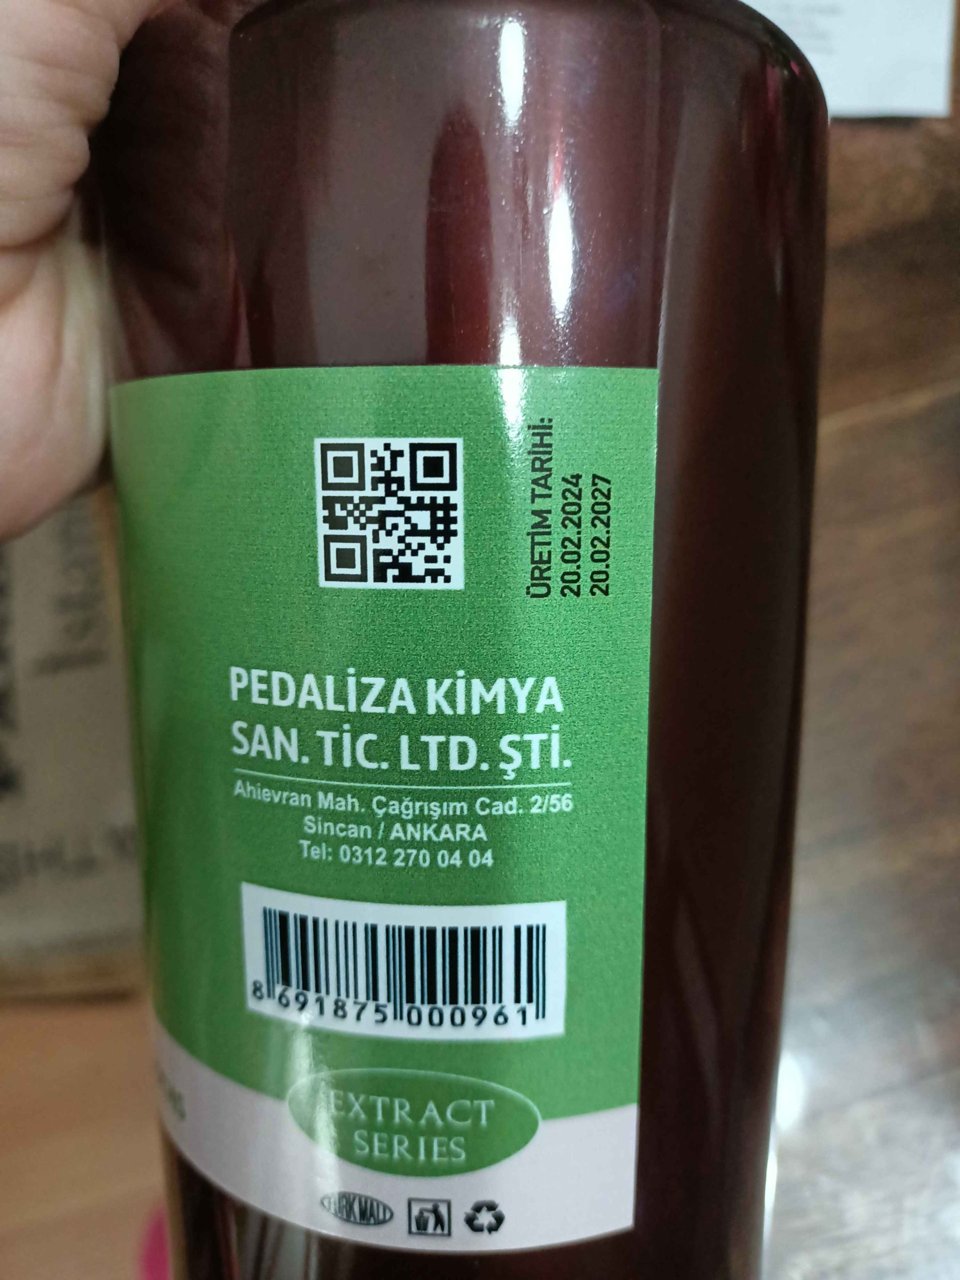 ÜRETİM TARİHİ:
20.02.2024
20.02.2027
PEDALİZA KİMYA
SAN. TİC. LTD. ŞTİ.
Ahievran Mah. Çağrışım Cad. 2/56
Sincan / ANKARA
Tel: 0312 270 04 04
8 691875 000961
EXTRACT
SERIES
TÜRK MALI